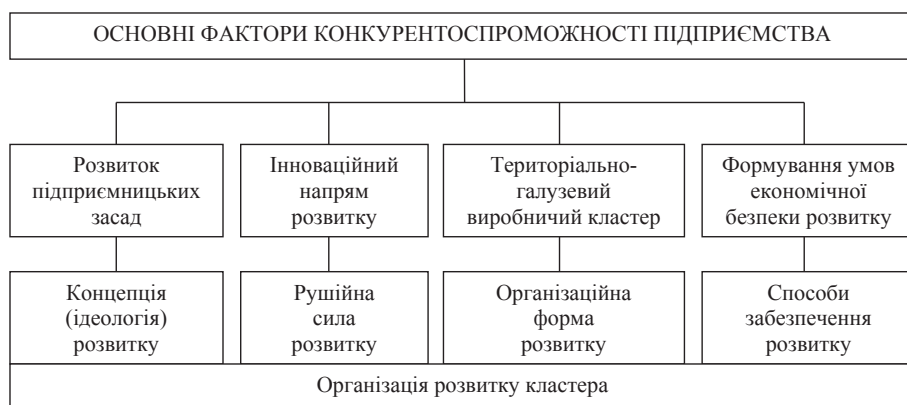 ОСНОВНІ ФАКТОРИ КОНКУРЕНТОСПРОМОЖНОСТІ ПІДПРИЄМСТВА
Розвиток
підприємницьких
засад
Інноваційний
напрям
розвитку
Територіально-
галузевий
виробничий кластер
Формування умов
економічної
безпеки розвитку
Концепція
(ідеологія)
розвитку
Рушійна
сила
розвитку
Організаційна
форма
розвитку
Способи
забезпечення
розвитку
Організація розвитку кластера